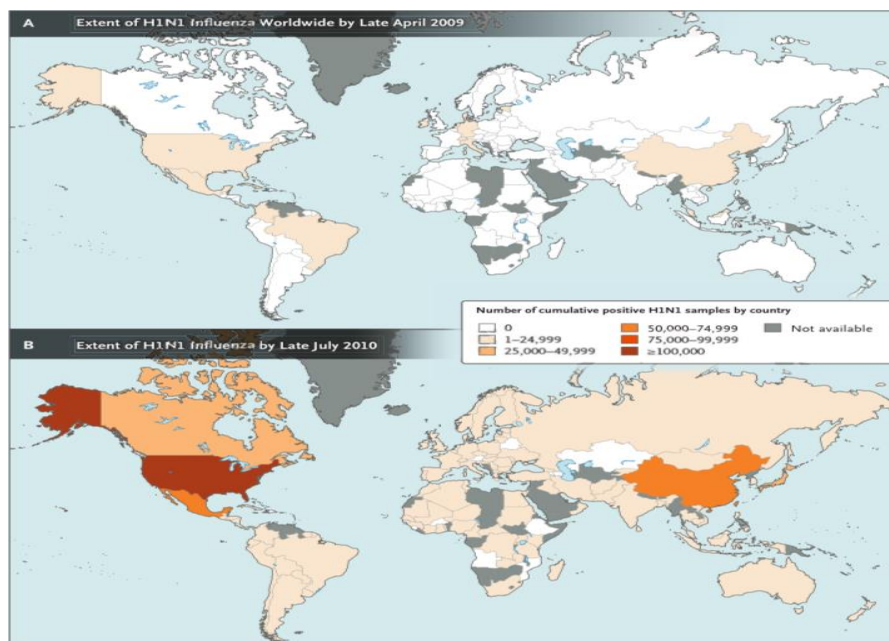 A Extent of H1N1 Influenza Worldwide by Late April 2009
Number of cumulative positive H1N1 samples by country
0
1–24,999
25,000–49,999
50,000–74,999
75,000–99,999
≥100,000
Not available
B Extent of H1N1 Influenza by Late July 2010